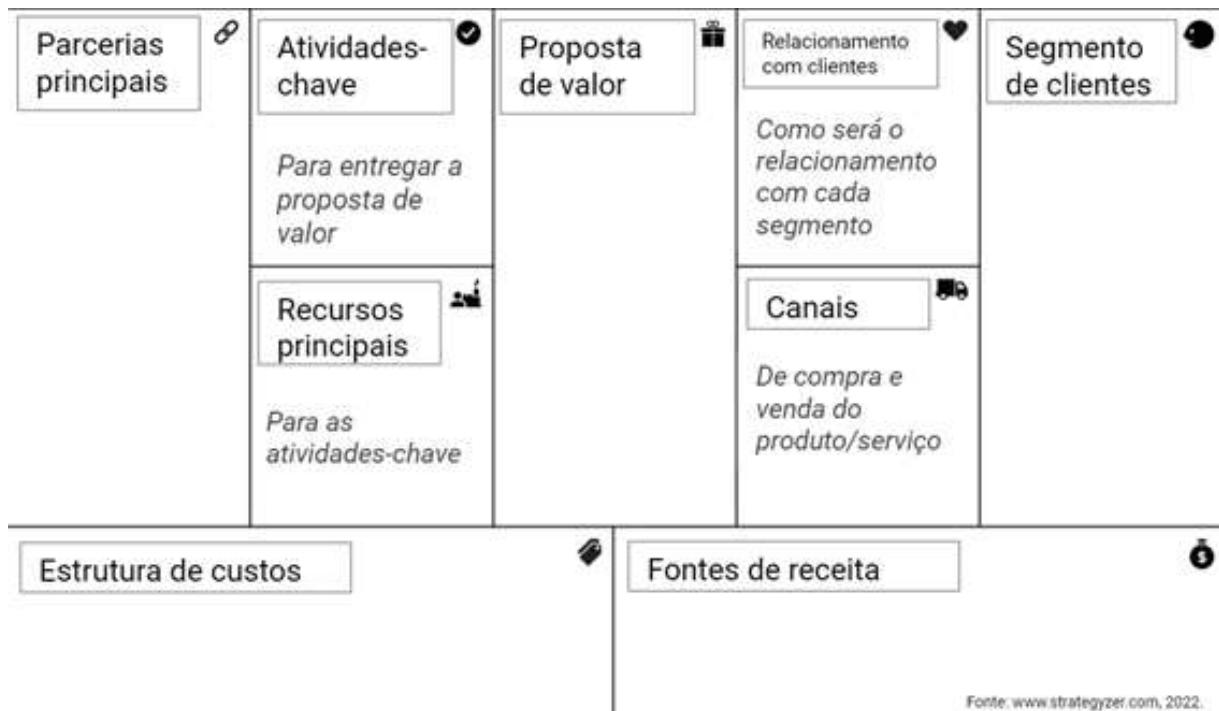 Parcerias
principais
Atividades-
chave
Para entregar a
proposta de
valor
Recursos
principais
Para as
atividades-chave
Proposta
de valor
Relacionamento
com clientes
Como será o
relacionamento
com cada
segmento
Canais
De compra e
venda do
produto/serviço
Segmento
de clientes
Estrutura de custos
Fontes de receita
$
Fonte: www.strategyzer.com, 2022.